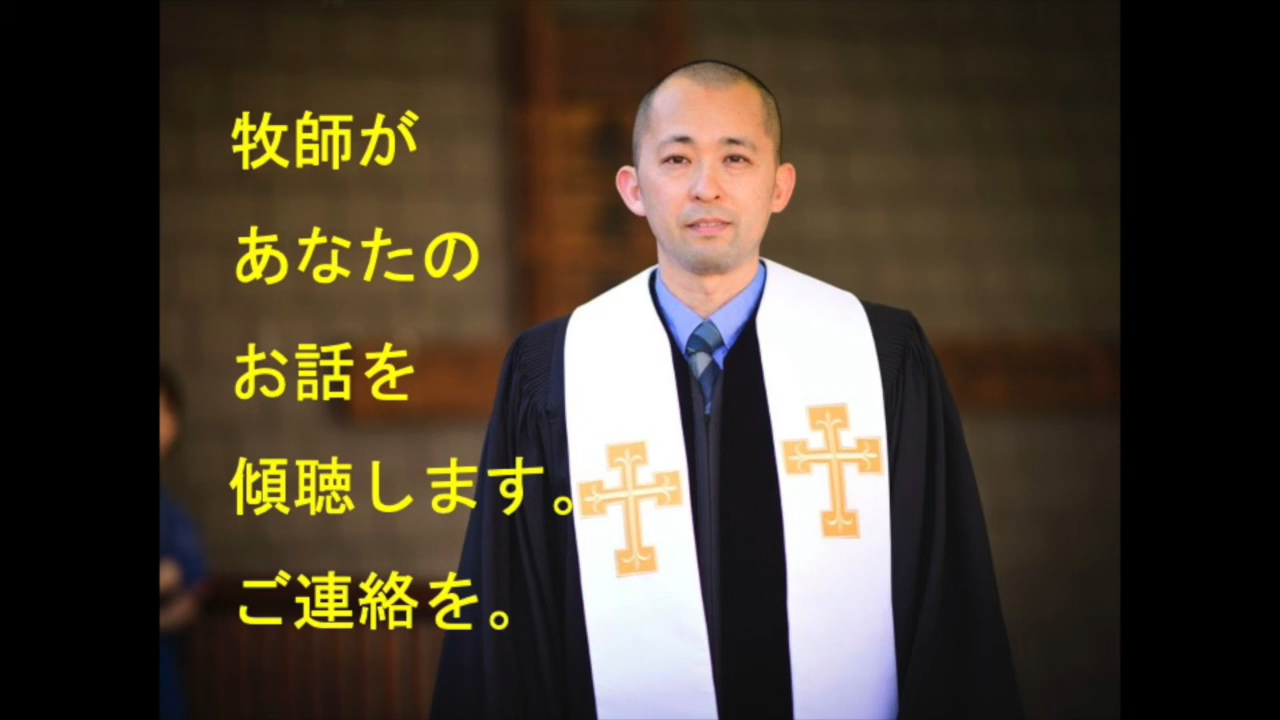 牧師が
あなたの
お話を
傾聴します。
ご連絡を。